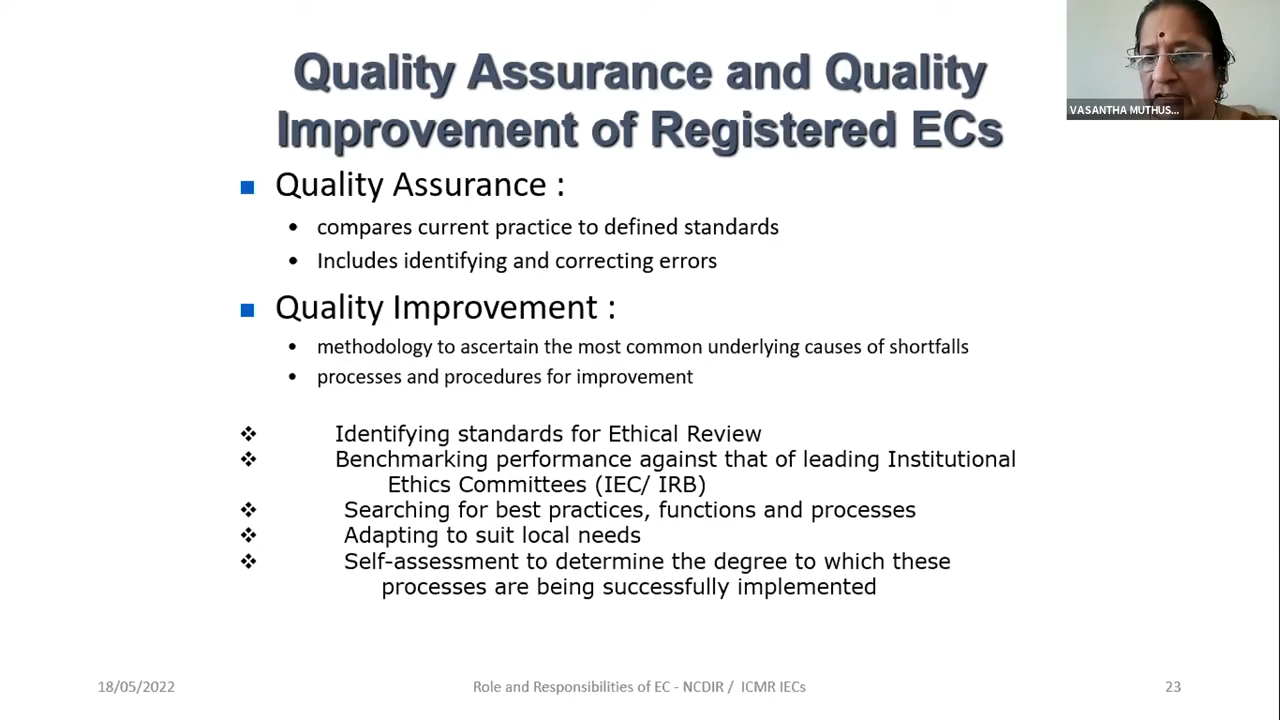 Quality Assurance and Quality
Improvement of Registered ECs
VASANTHA MUTHUS...
■ Quality Assurance :
• compares current practice to defined standards
• Includes identifying and correcting errors
■ Quality Improvement :
• methodology to ascertain the most common underlying causes of shortfalls
• processes and procedures for improvement
❖ Identifying standards for Ethical Review
❖ Benchmarking performance against that of leading Institutional
Ethics Committees (IEC/ IRB)
❖ Searching for best practices, functions and processes
❖ Adapting to suit local needs
❖ Self-assessment to determine the degree to which these
processes are being successfully implemented
18/05/2022 Role and Responsibilities of EC - NCDIR / ICMR IECs 23